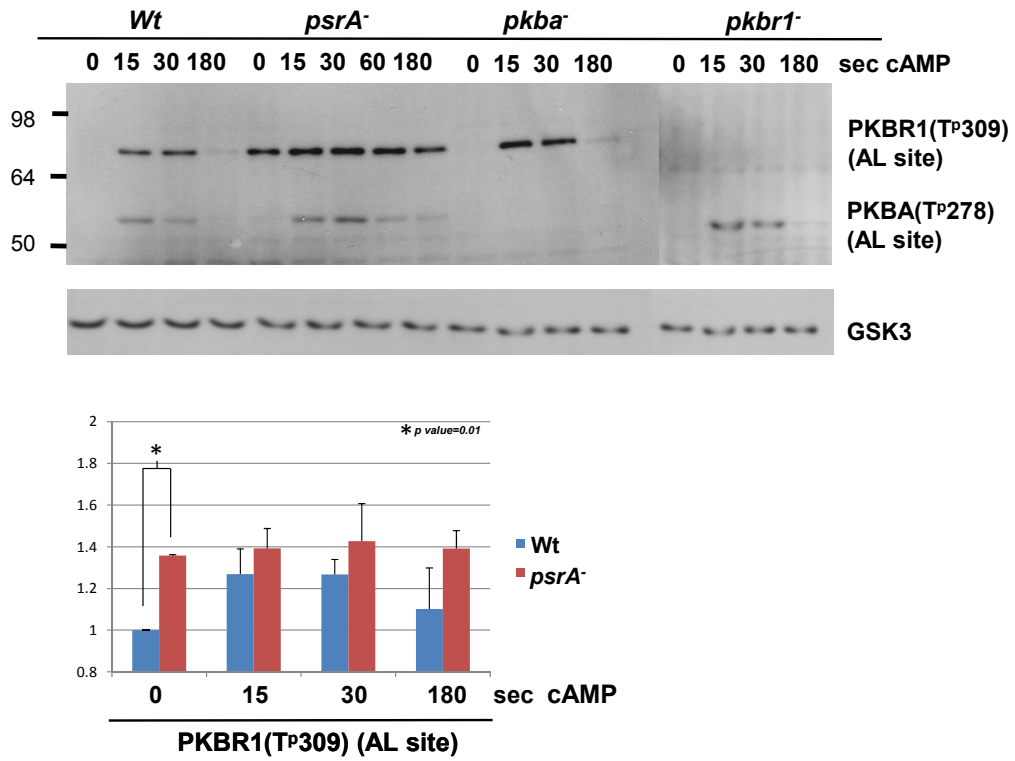 Wt psrA- pkba- pkbr1-
0 15 30 180 0 15 30 60 180 0 15 30 180 0 15 30 180 sec cAMP
98
64
50
PKBR1(Tp309)
(AL site)
PKBA(Tp278)
(AL site)
GSK3
2
1.8
1.6
1.4
1.2
1
0.8
* p value=0.01
*
Wt
psrA-
0 15 30 180 sec cAMP
PKBR1(Tp309) (AL site)